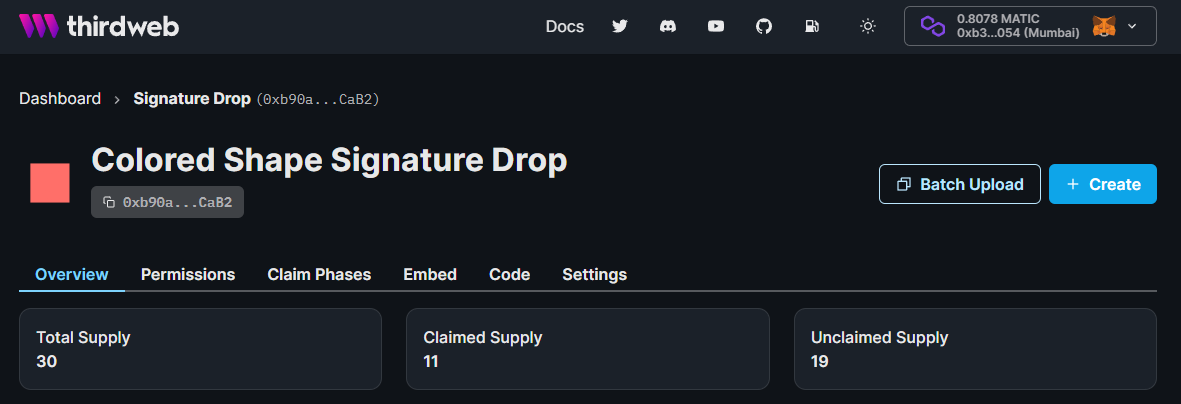 thirdweb
Docs
0.8078 MATIC
0xb3...054 (Mumbai)
Dashboard › Signature Drop (0xb90a...CaB2)
Colored Shape Signature Drop
0xb90a...CaB2
Batch Upload
+ Create
Overview Permissions Claim Phases Embed Code Settings
Total Supply
30
Claimed Supply
11
Unclaimed Supply
19